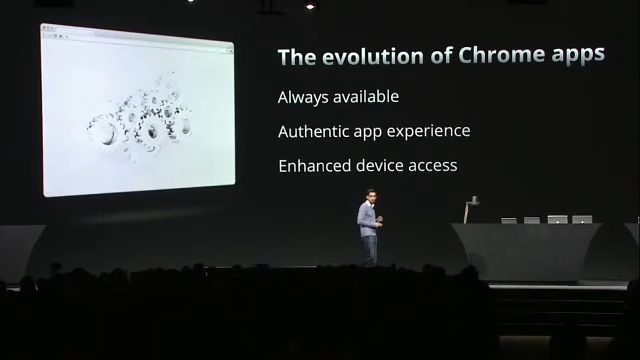 The evolution of Chrome apps
Always available
Authentic app experience
Enhanced device access